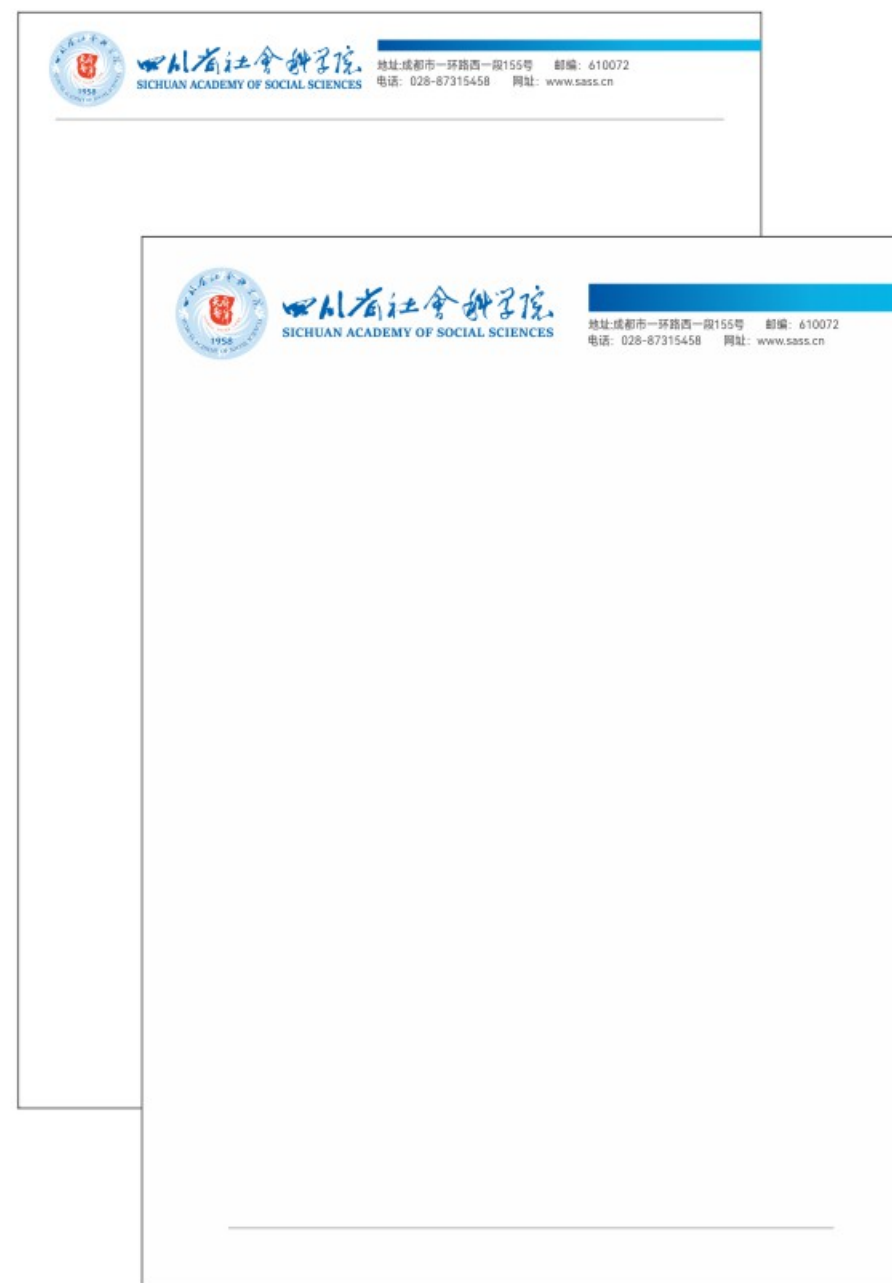 四川省社会科学院
SICHUAN ACADEMY OF SOCIAL SCIENCES
1958
地址:成都市一环路西一段155号 邮编: 610072
电话: 028-87315458 网址: www.sass.cn
四川省社会科学院
SICHUAN ACADEMY OF SOCIAL SCIENCES
1958
地址:成都市一环路西一段155号 邮编: 610072
电话: 028-87315458 网址: www.sass.cn